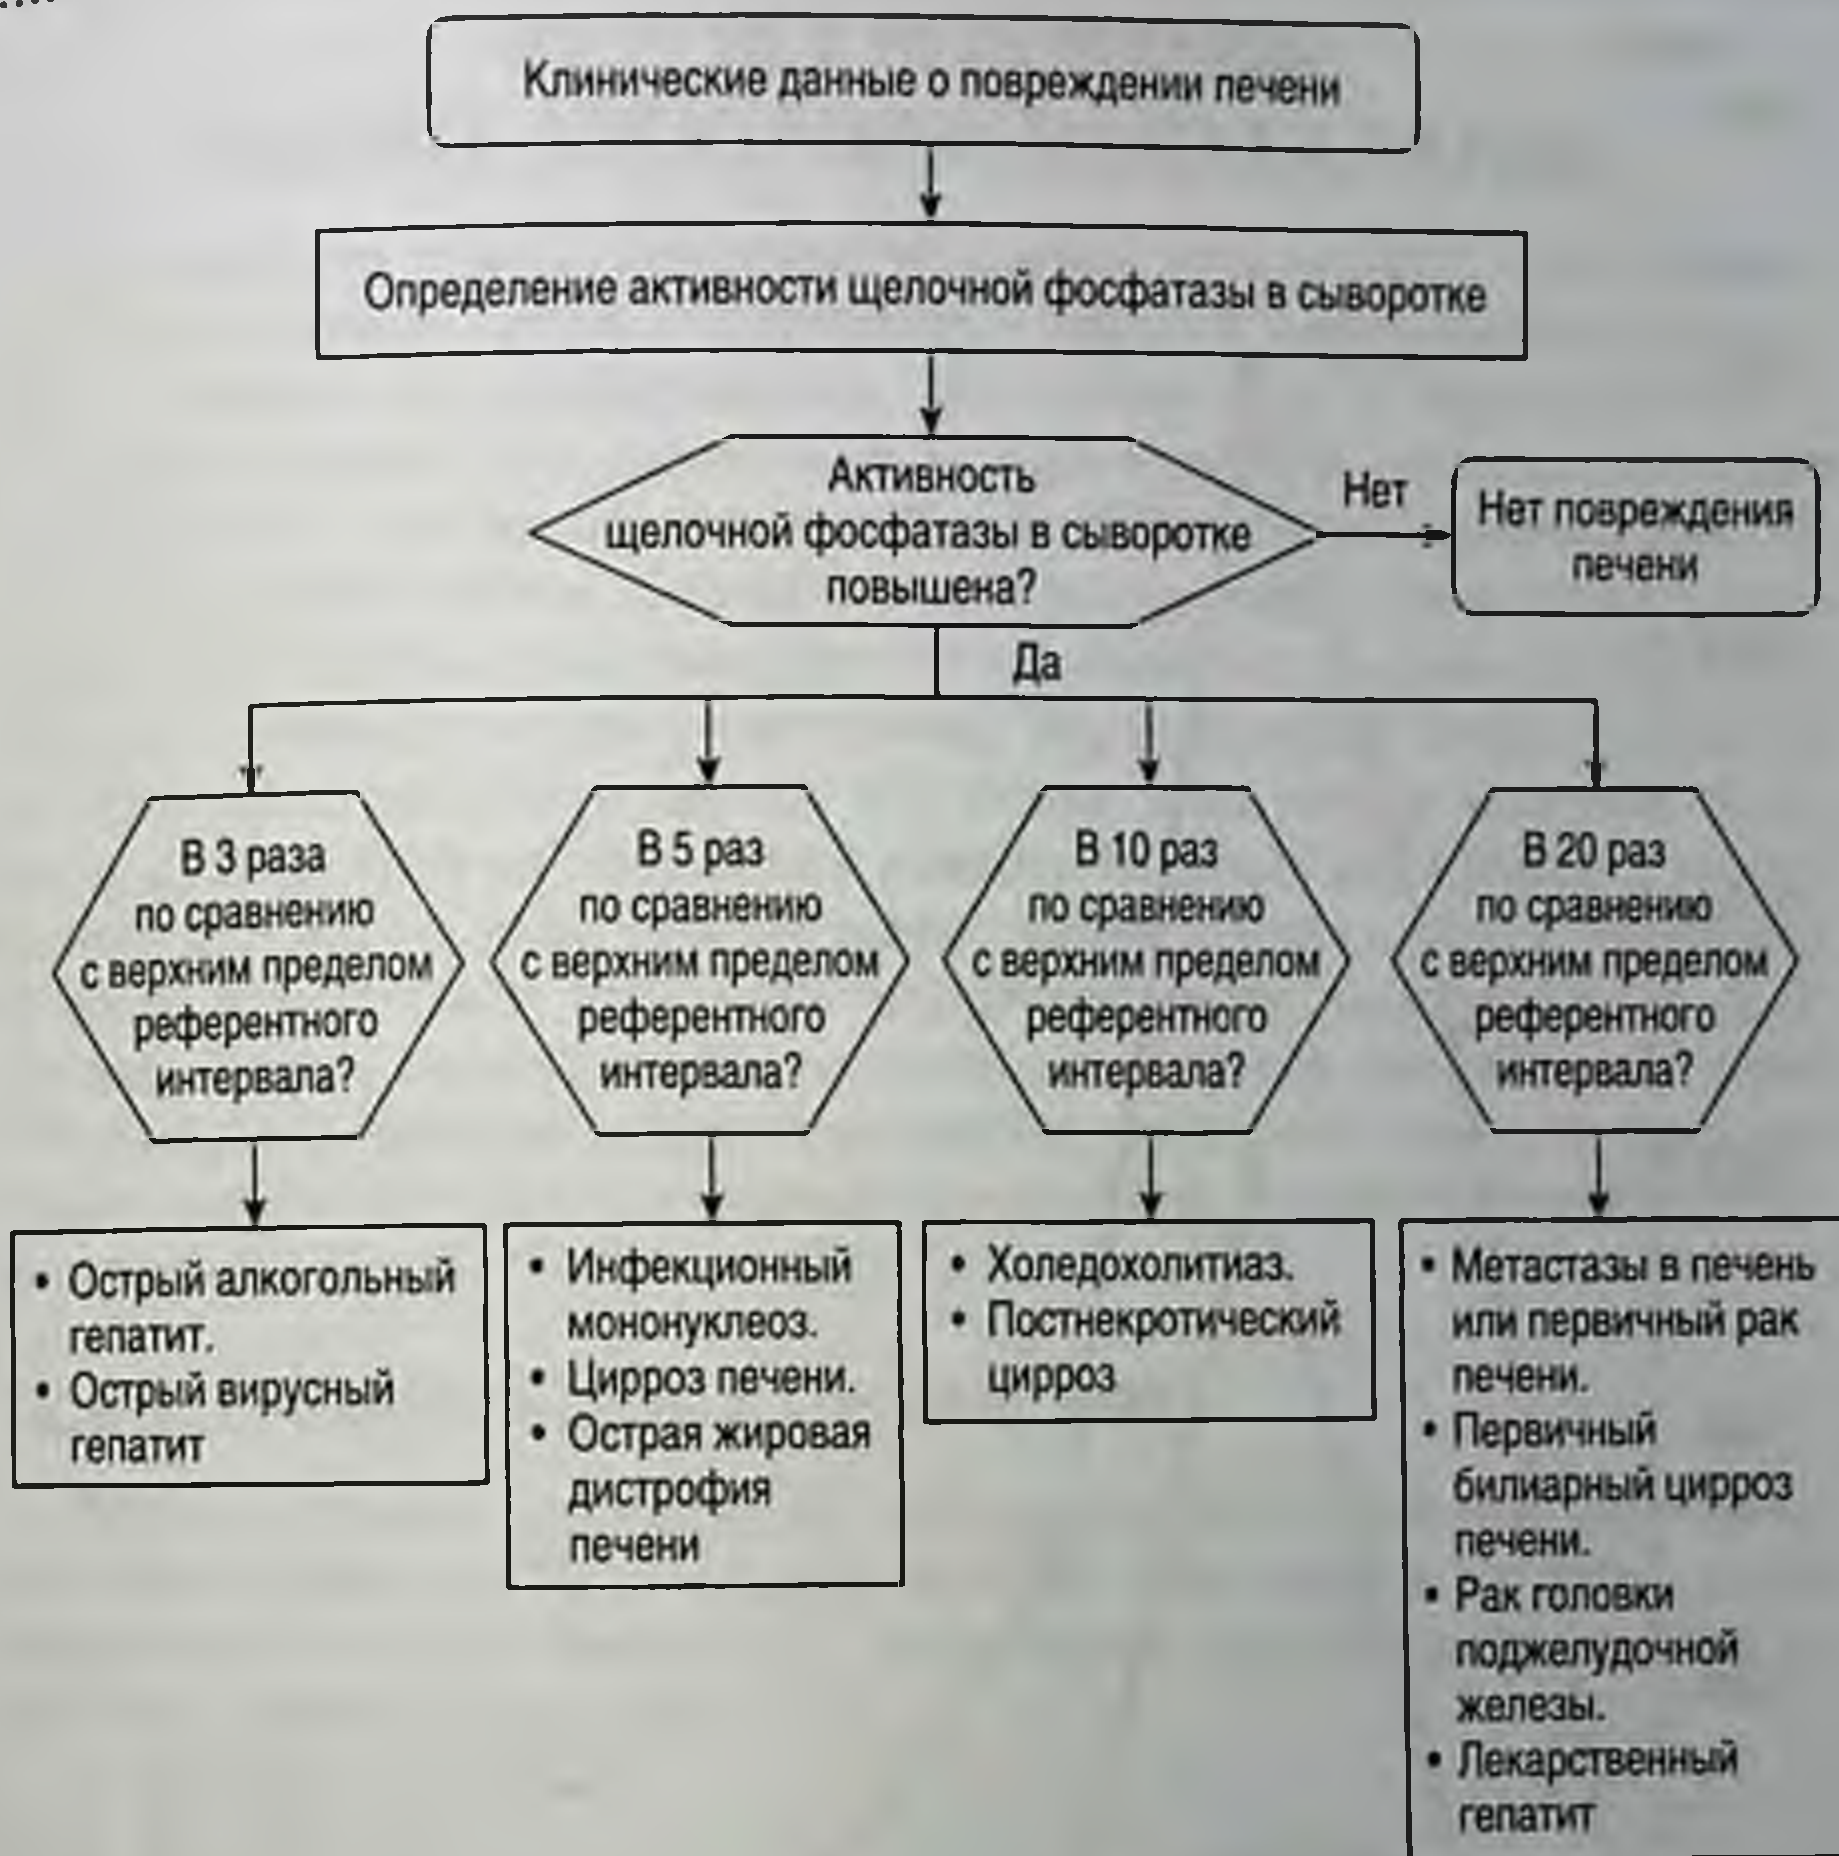 Клинические данные о повреждении печени
Определение активности щелочной фосфатазы в сыворотке
Активность
щелочной фосфатазы в сыворотке
повышена?
Нет
Нет повреждения
печени
Да
В 3 раза
по сравнению
с верхним пределом
референтного
интервала?
В 5 раз
по сравнению
с верхним пределом
референтного
интервала?
В 10 раз
по сравнению
с верхним пределом
референтного
интервала?
В 20 раз
по сравнению
с верхним пределом
референтного
интервала?
• Острый алкогольный
гепатит.
• Острый вирусный
гепатит
• Инфекционный
мононуклеоз.
• Цирроз печени.
• Острая жировая
дистрофия
печени
• Холедохолитиаз.
• Постнекротический
цирроз
• Метастазы в печень
или первичный рак
печени.
• Первичный
билиарный цирроз
печени.
• Рак головки
поджелудочной
железы.
• Лекарственный
гепатит